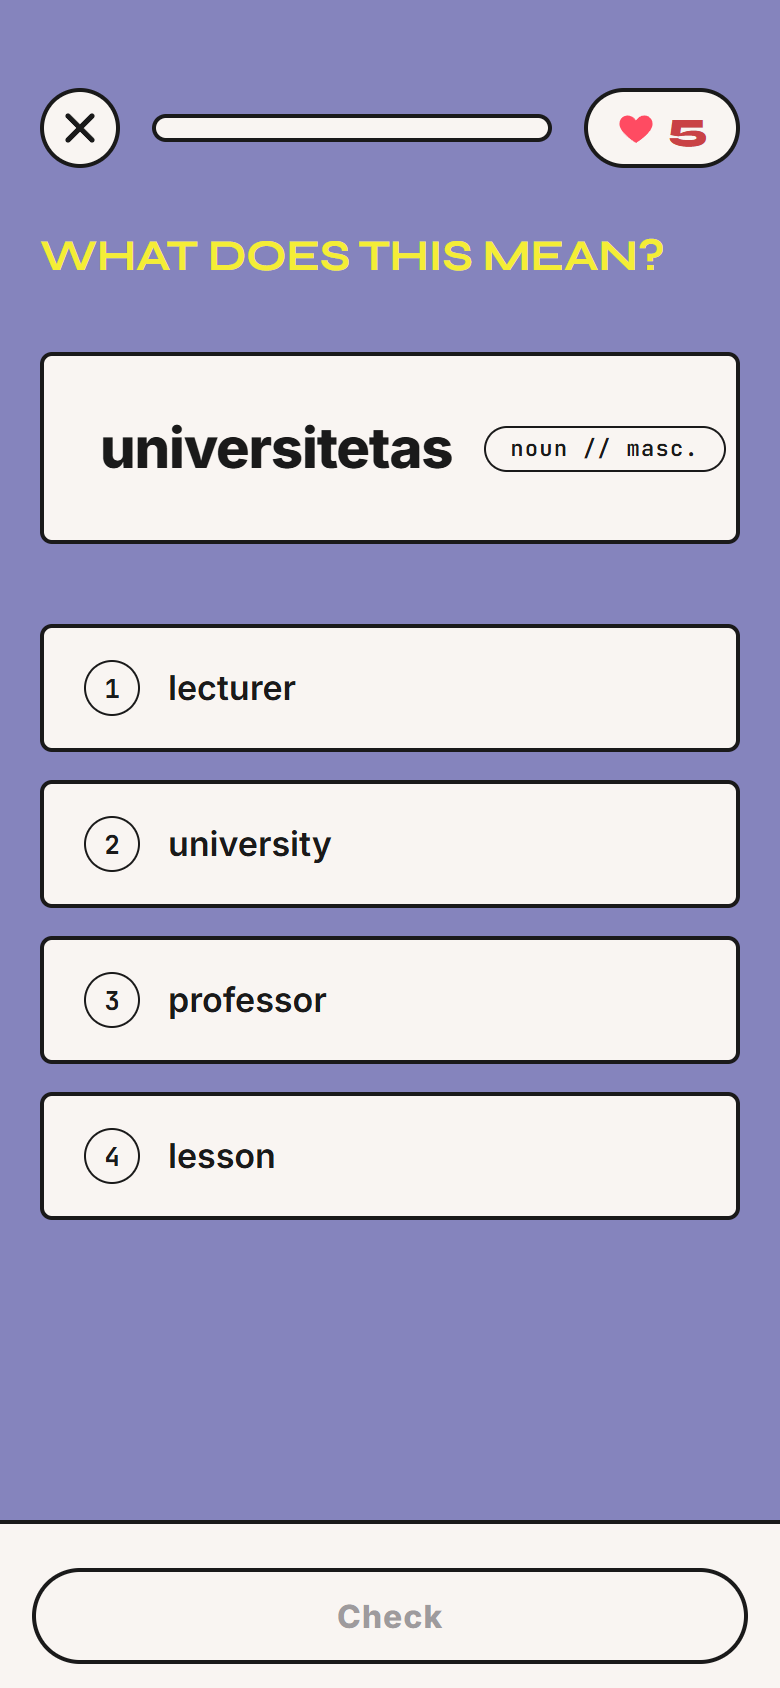 5
WHAT DOES THIS MEAN?
universitetas noun // masc.
1 lecturer
2 university
3 professor
4 lesson
Check